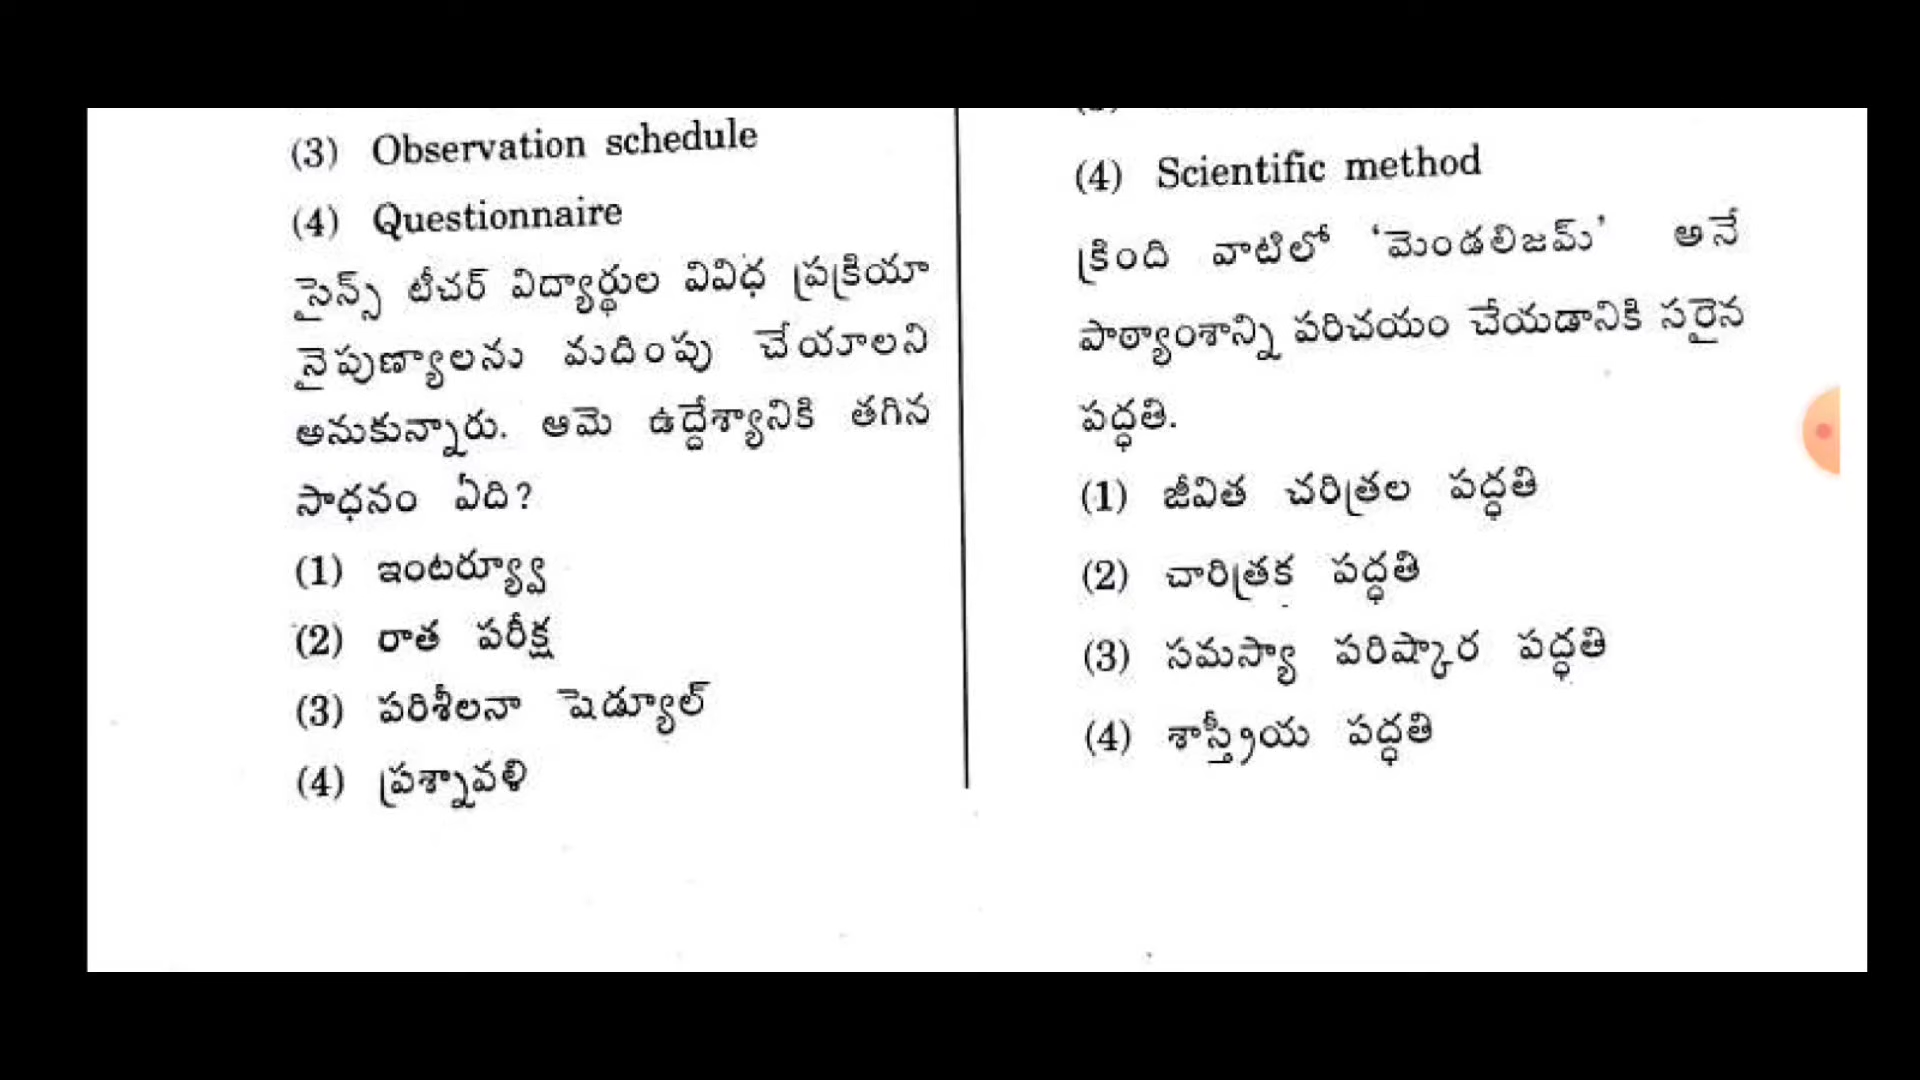 (3) Observation schedule
(4) Questionnaire
సైన్స్ టీచర్ విద్యార్థుల వివిధ ప్రక్రియా
నైపుణ్యాలను మదింపు చేయాలని
అనుకున్నారు. ఆమె ఉద్దేశ్యానికి తగిన
సాధనం ఏది?
(1) ఇంటర్వ్యూ
(2) రాత పరీక్ష
(3) పరిశీలనా షెడ్యూల్
(4) ప్రశ్నావళి
(4) Scientific method
క్రింది వాటిలో ‘మెండలిజమ్’ అనే
పాఠ్యాంశాన్ని పరిచయం చేయడానికి సరైన
పద్ధతి.
(1) జీవిత చరిత్రల పద్ధతి
(2) చారిత్రక పద్ధతి
(3) సమస్యా పరిష్కార పద్ధతి
(4) శాస్త్రీయ పద్ధతి